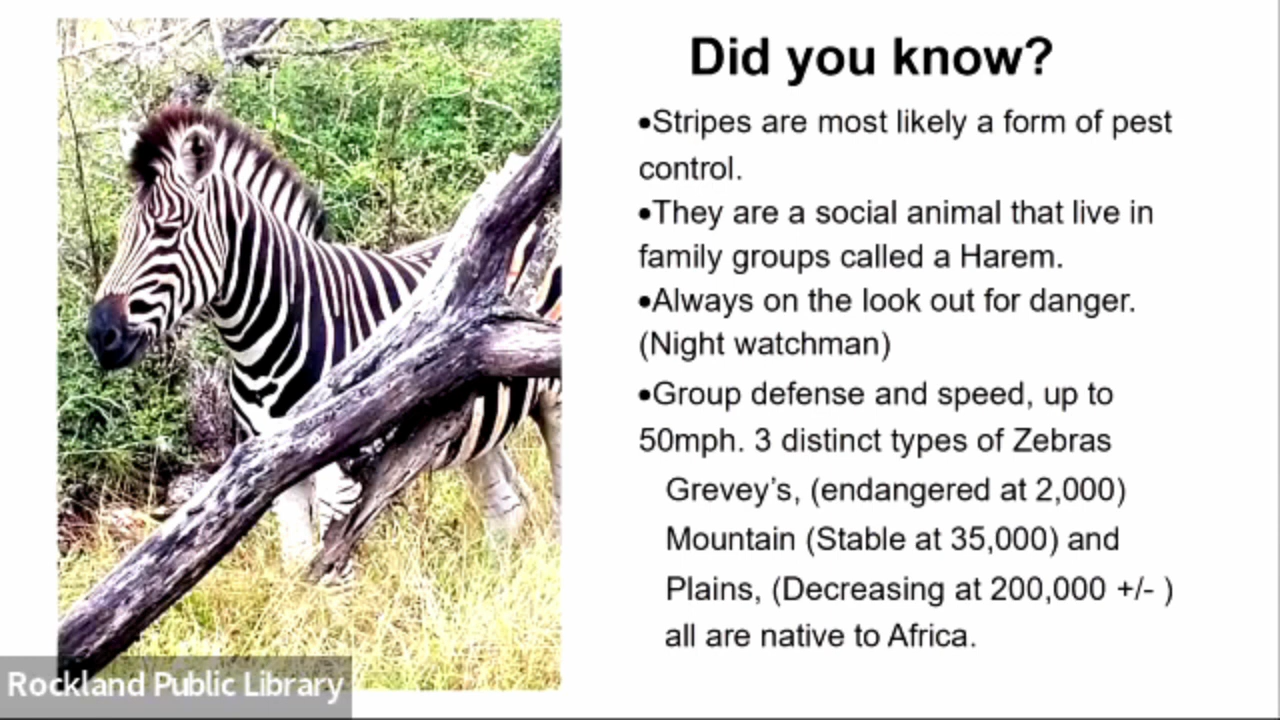 Did you know?
•Stripes are most likely a form of pest
control.
•They are a social animal that live in
family groups called a Harem.
•Always on the look out for danger.
(Night watchman)
•Group defense and speed, up to
50mph. 3 distinct types of Zebras
Grevey’s, (endangered at 2,000)
Mountain (Stable at 35,000) and
Plains, (Decreasing at 200,000 +/- )
all are native to Africa.
Rockland Public Library